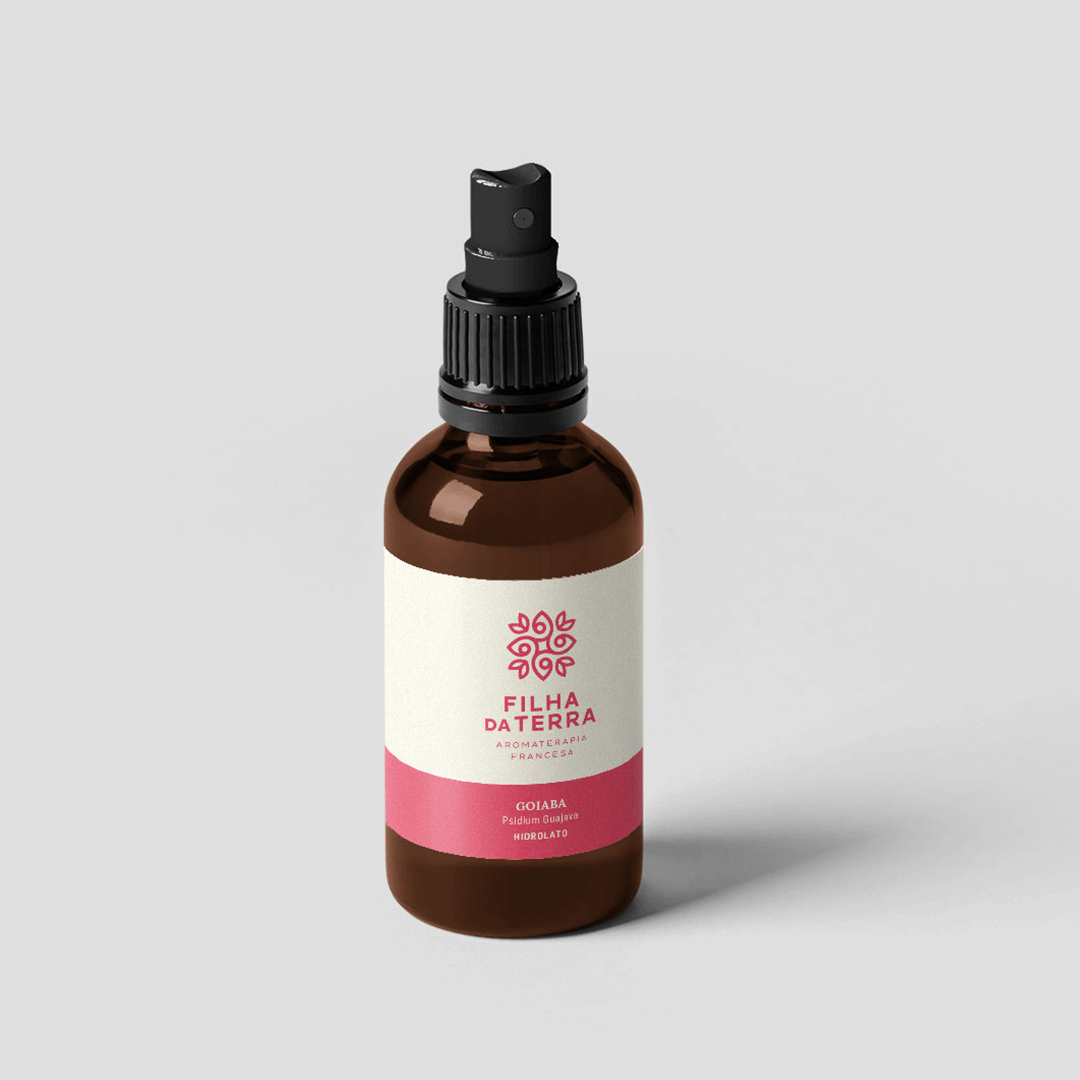 FILHA
DA TERRA
AROMATERAPIA
FRANCESA
GOIABA
Psidium Guajava
HIDROLATO